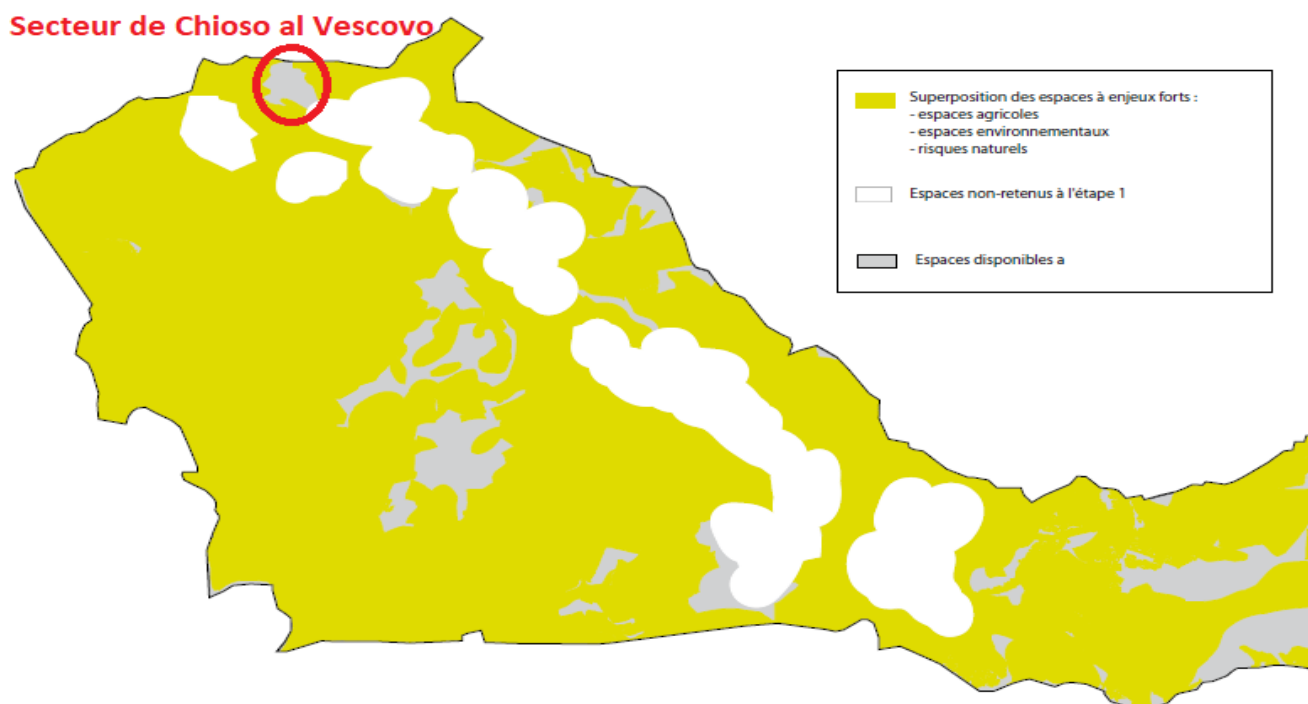 Secteur de Chioso al Vescovo
Superposition des espaces à enjeux forts :
- espaces agricoles
- espaces environnementaux
- risques naturels
Espaces non-retenus à l'étape 1
Espaces disponibles a